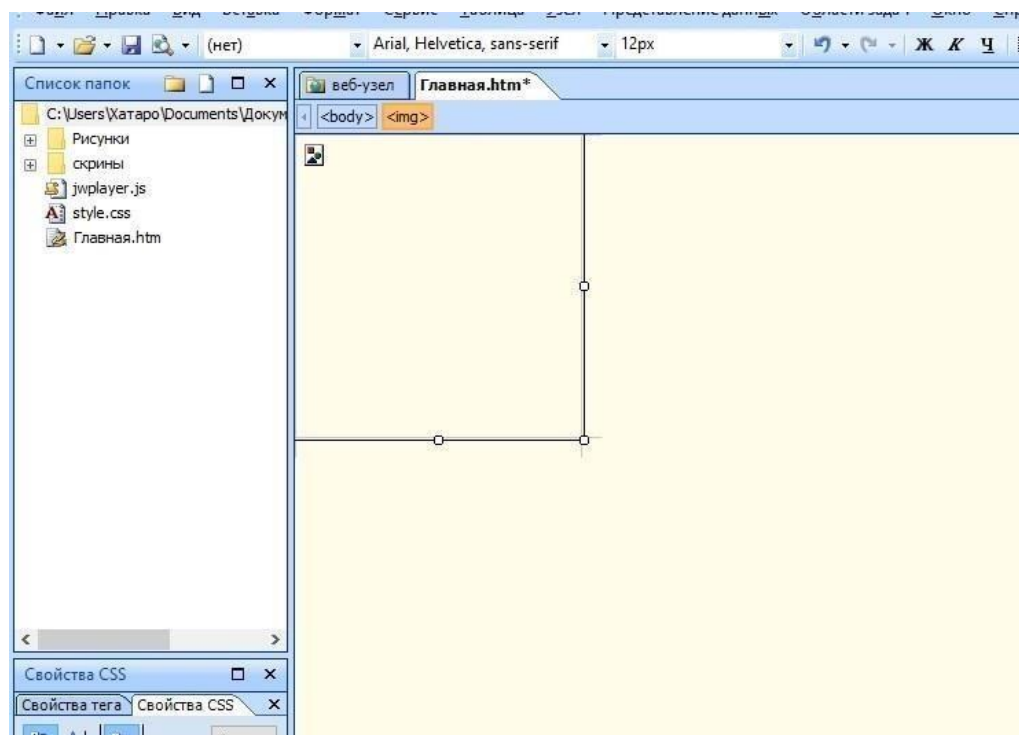 (нет) Arial, Helvetica, sans-serif 12px Ж К Ч
Список папок
веб-узел Главная.htm*
C:\Users\Хатаро\Documents\Докум
<body> <img>
Рисунки
скрины
jwplayer.js
style.css
Главная.htm
Свойства CSS
Свойства тега Свойства CSS